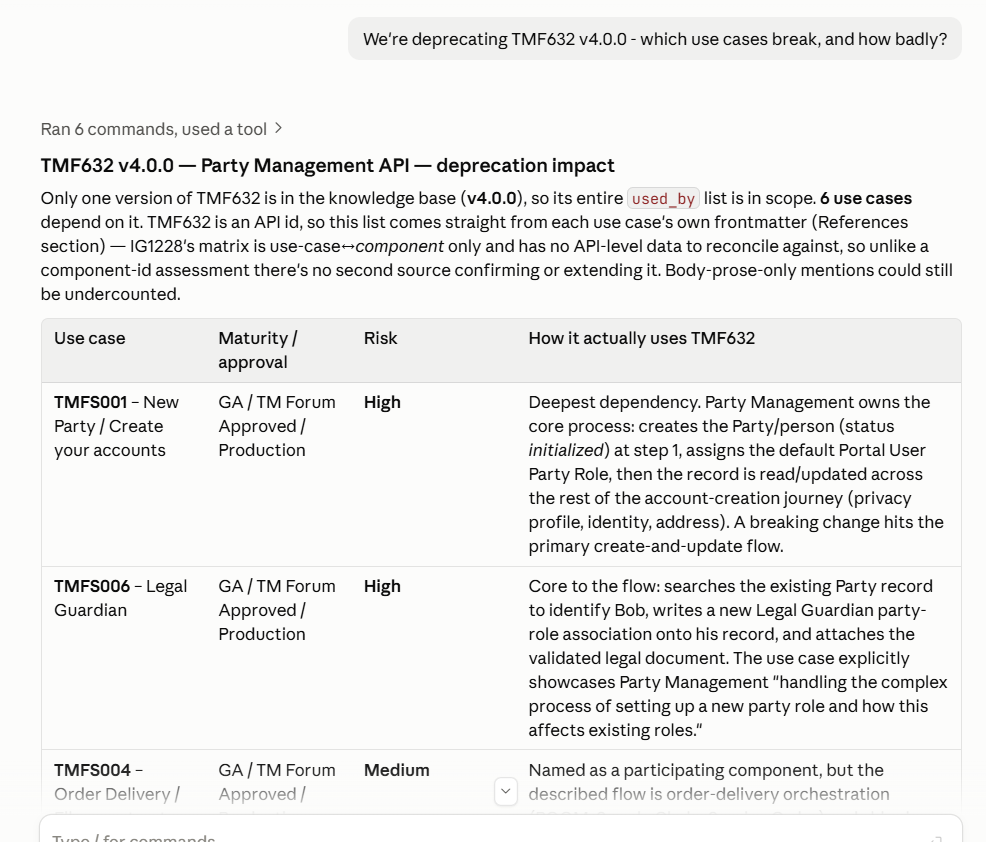 We're deprecating TMF632 v4.0.0 - which use cases break, and how badly?
Ran 6 commands, used a tool
TMF632 v4.0.0 — Party Management API — deprecation impact
Only one version of TMF632 is in the knowledge base (v4.0.0), so its entire used_by list is in scope. 6 use cases
depend on it. TMF632 is an API id, so this list comes straight from each use case's own frontmatter (References
section) — IG1228's matrix is use-case↔component only and has no API-level data to reconcile against, so unlike a
component-id assessment there's no second source confirming or extending it. Body-prose-only mentions could still
be undercounted.
Use case
Maturity /
approval
Risk
How it actually uses TMF632
TMFS001 – New
Party / Create
your accounts
GA / TM Forum
Approved /
Production
High
Deepest dependency. Party Management owns the
core process: creates the Party/person (status
initialized) at step 1, assigns the default Portal User
Party Role, then the record is read/updated across
the rest of the account-creation journey (privacy
profile, identity, address). A breaking change hits the
primary create-and-update flow.
TMFS006 – Legal
Guardian
GA / TM Forum
Approved /
Production
High
Core to the flow: searches the existing Party record
to identify Bob, writes a new Legal Guardian party-
role association onto his record, and attaches the
validated legal document. The use case explicitly
showcases Party Management "handling the complex
process of setting up a new party role and how this
affects existing roles."
TMFS004 –
Order Delivery /
GA / TM Forum
Approved /
Medium
Named as a participating component, but the
described flow is order-delivery orchestration
Type / for commands